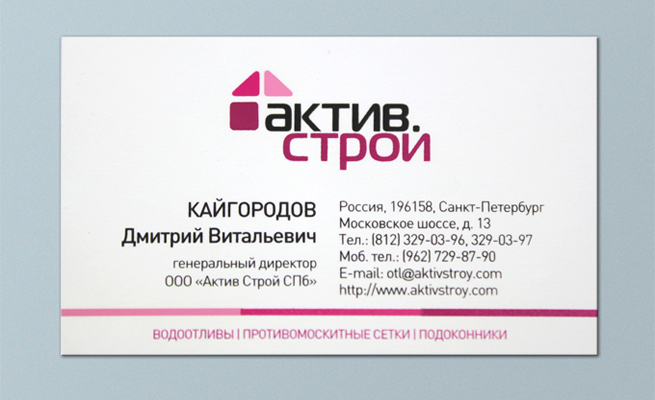 актив.
строй
КАЙГОРОДОВ
Дмитрий Витальевич
генеральный директор
ООО «Актив Строй СПб»
Россия, 196158, Санкт-Петербург
Московское шоссе, д. 13
Тел.: (812) 329-03-96, 329-03-97
Моб. тел.: (962) 729-87-90
E-mail: otl@aktivstroy.com
http://www.aktivstroy.com
ВОДООТЛИВЫ | ПРОТИВОМОСКИТНЫЕ СЕТКИ | ПОДОКОННИКИ